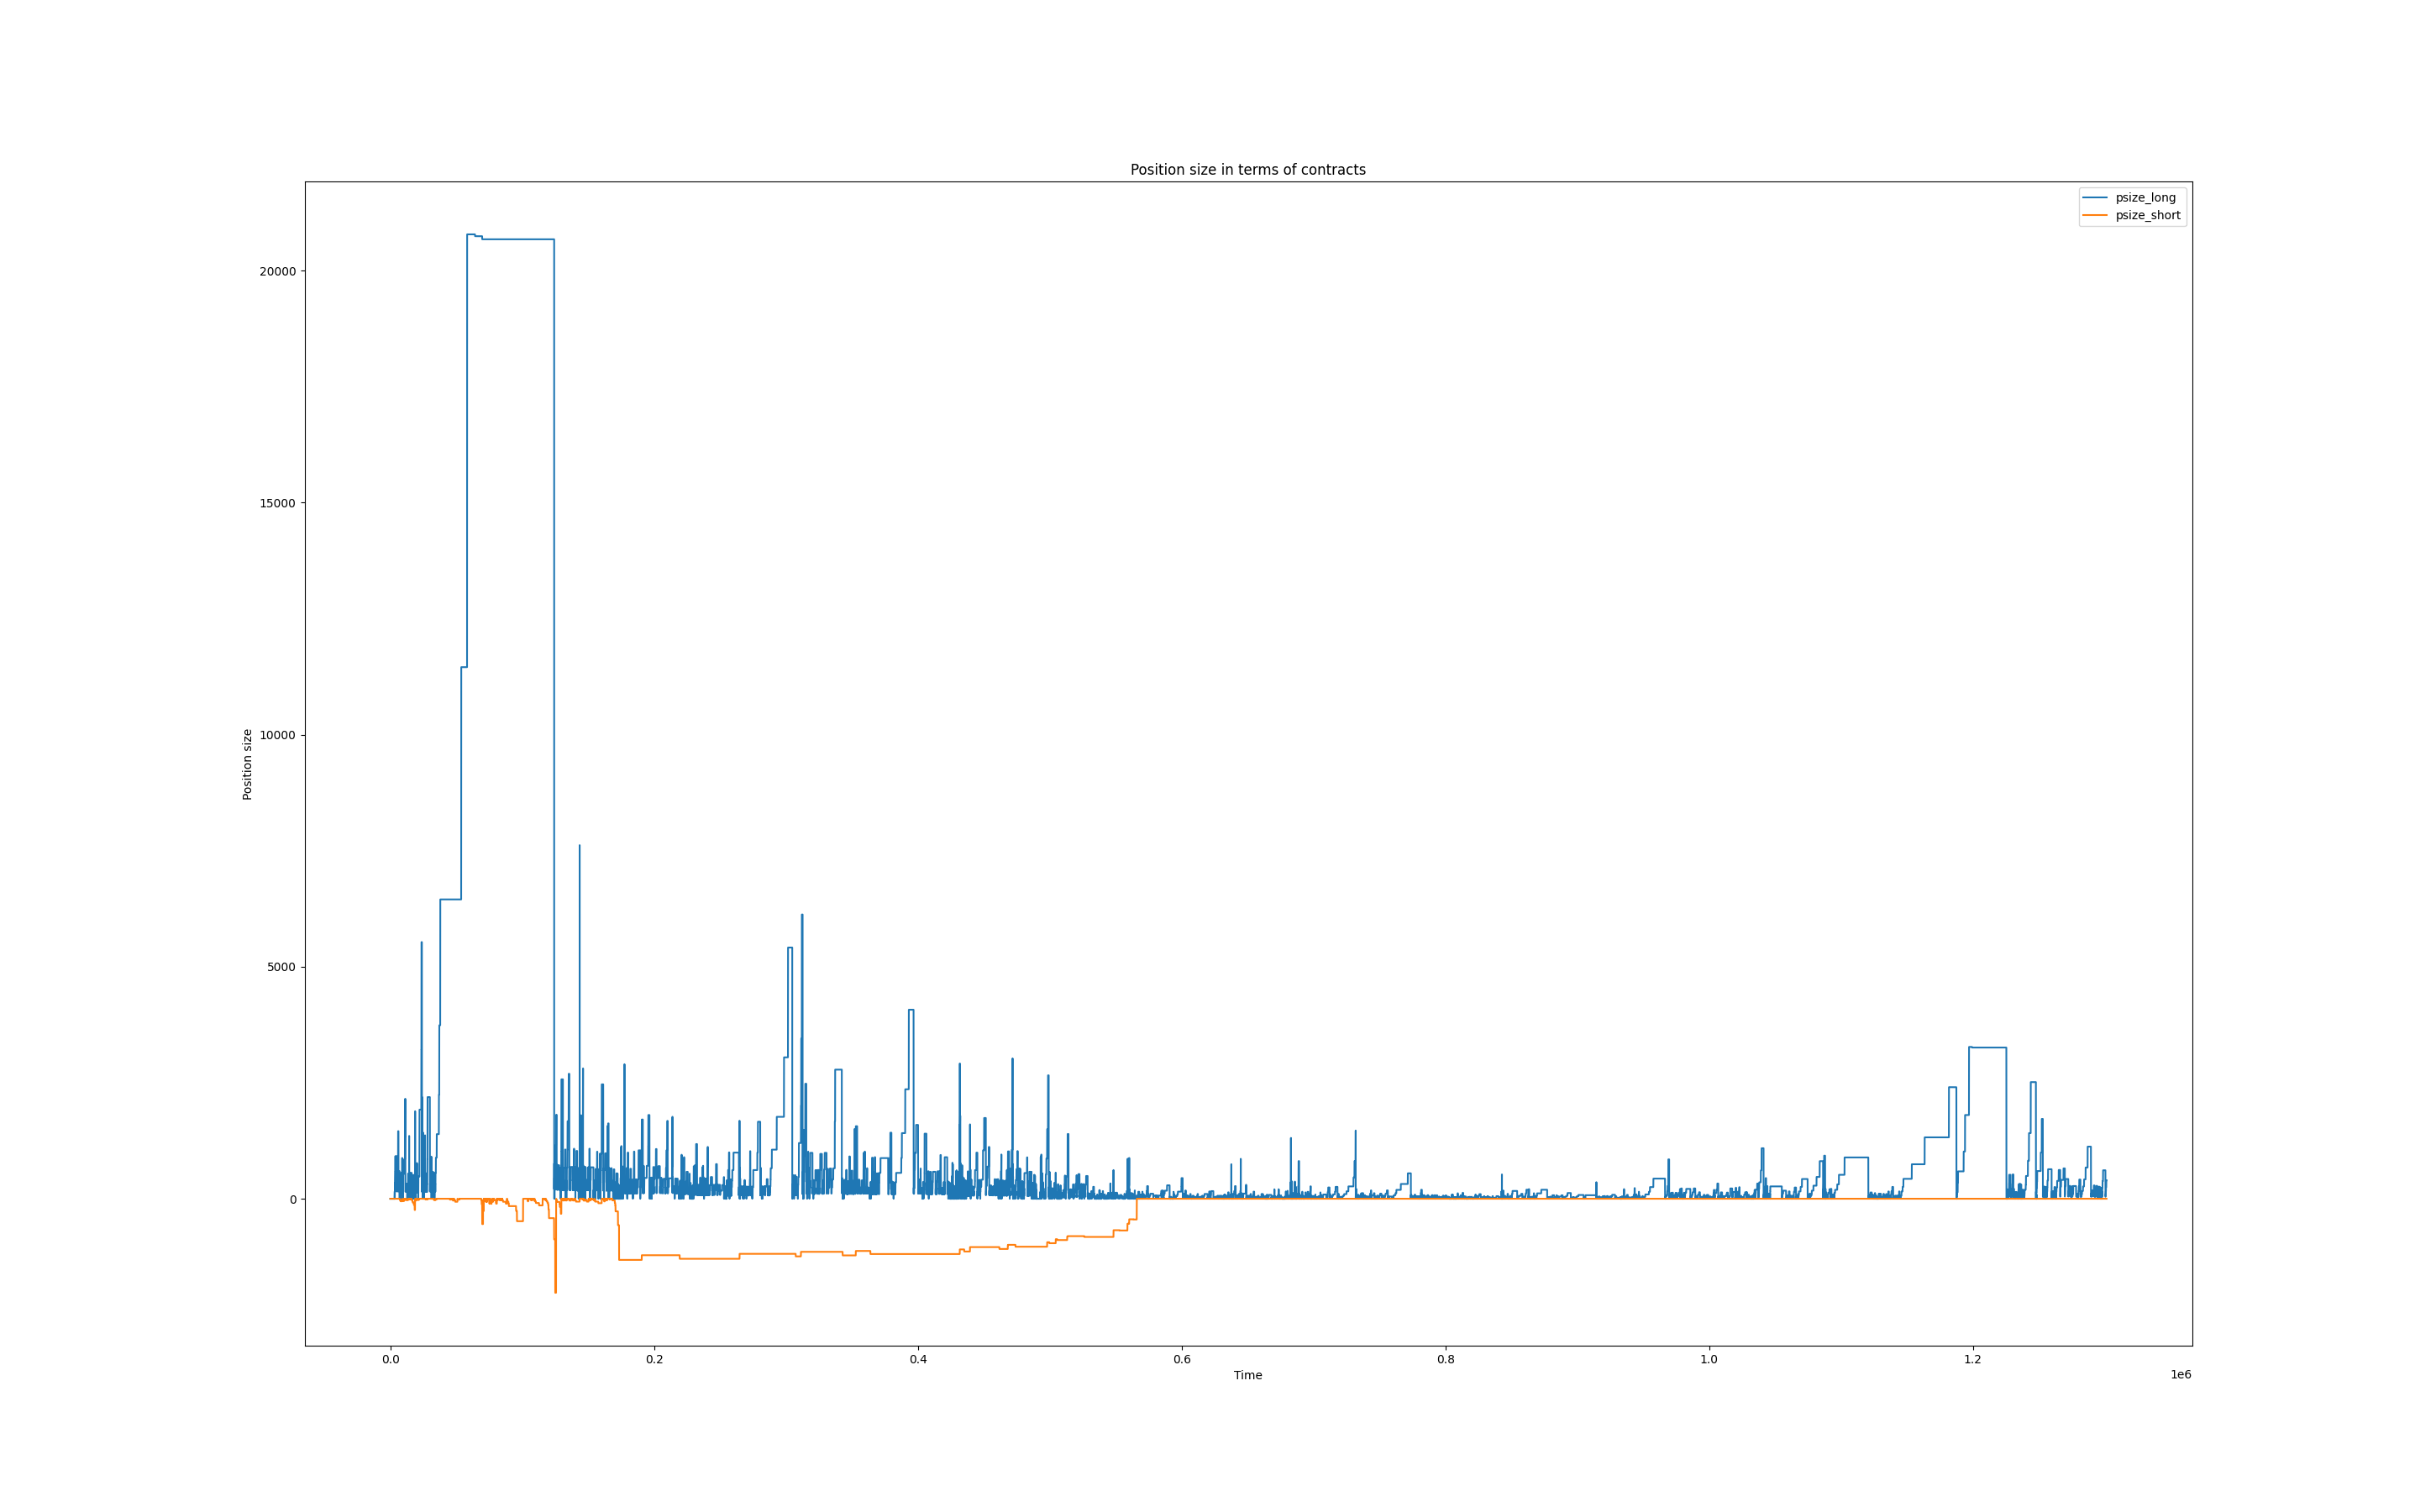 Position size in terms of contracts
psize_long
psize_short
20000
15000
10000
5000
0
Position size
0.0 0.2 0.4 0.6 0.8 1.0 1.2
Time
1e6